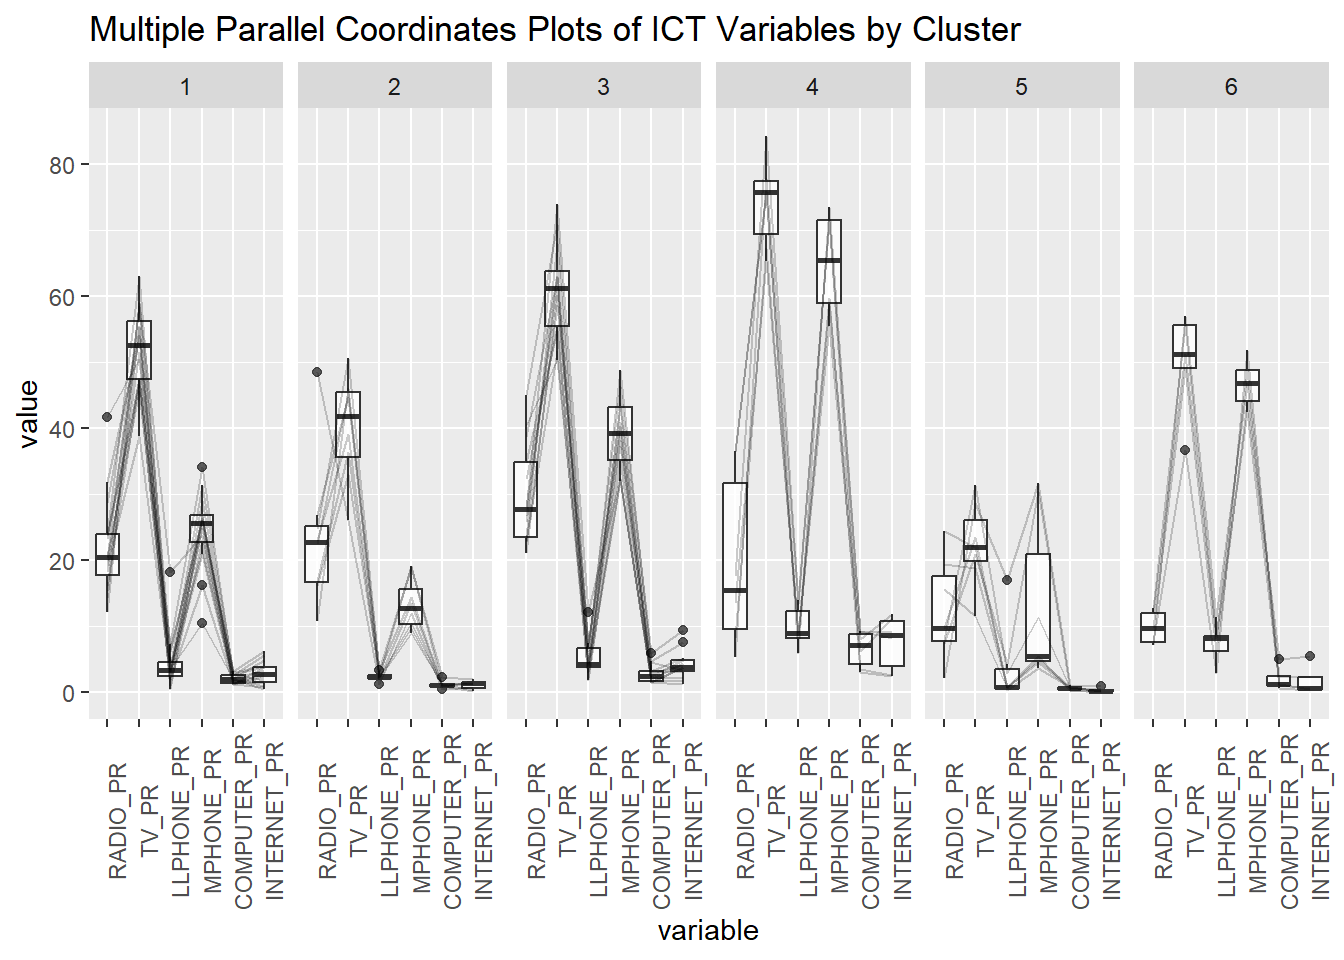 Multiple Parallel Coordinates Plots of ICT Variables by Cluster
1 2 3 4 5 6
80
60
40
20
0
value
RADIO_PR TV_PR LLPHONE_PR MPHONE_PR COMPUTER_PR INTERNET_PR RADIO_PR TV_PR LLPHONE_PR MPHONE_PR COMPUTER_PR INTERNET_PR RADIO_PR TV_PR LLPHONE_PR MPHONE_PR COMPUTER_PR INTERNET_PR RADIO_PR TV_PR LLPHONE_PR MPHONE_PR COMPUTER_PR INTERNET_PR RADIO_PR TV_PR LLPHONE_PR MPHONE_PR COMPUTER_PR INTERNET_PR RADIO_PR TV_PR LLPHONE_PR MPHONE_PR COMPUTER_PR INTERNET_PR
variable